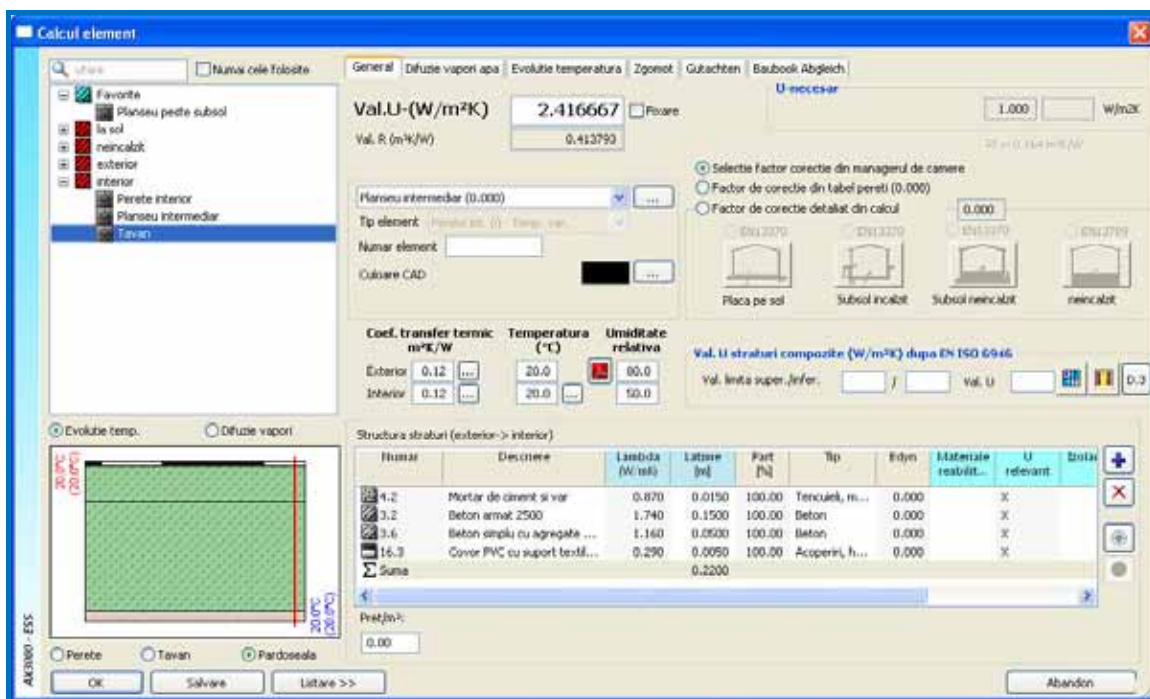 Calcul element
Numai cele folosite
Favorite
Planseu peste subsol
la sol
neincalzit
exterior
interior
Perete interior
Planseu intermediar
Tavan
General Difuzie vapori apa Evolutie temperatura Zgomot Gutachten Baubook Abgleich
Val.U-(W/m²K) 2.416667 Fixare
Val. R (m²K/W) 0.413793
U-necesar
1.000 W/m2K
Selectie factor corectie din managerul de camere
Factor de corectie din tabel pereti (0.000)
Factor de corectie detaliat din calcul 0.000
Planseu intermediar (0.000) ...
Tip element
Numar element
Culoare CAD ...
Placa pe sol Subsol incalzit Subsol neincalzit neincalzit
Coef. transfer termic m²K/W Temperatura (°C) Umiditate relativa
Exterior 0.12 ... 20.0 80.0
Interior 0.12 ... 20.0 ... 50.0
Val. U straturi compozite (W/m²K) dupa EN ISO 6946
Val. limita super./infer. / Val. U D.3
Evolutie temp. Difuzie vapori
20.0°C
(20.0°C)
20.0°C
(20.0°C)
Perete Tavan Pardoseala
Structura straturi (exterior-> interior)
Numar Descriere Lambda (W/mK) Latime [m] Part [%] Tip Edyn Materiale reabilit... U relevant Izolat
4.2 Mortar de ciment si var 0.870 0.0150 100.00 Tencuieli, m... 0.000 X
3.2 Beton armat 2500 1.740 0.1500 100.00 Beton 0.000 X
3.6 Beton simplu cu agregate ... 1.160 0.0500 100.00 Beton 0.000 X
16.3 Covor PVC cu suport textil... 0.290 0.0050 100.00 Acoperiri, h... 0.000 X
Σ Suma 0.2200
Pret/m²:
0.00
OK Salvare Listare >> Abandon
AX3000 - ESS